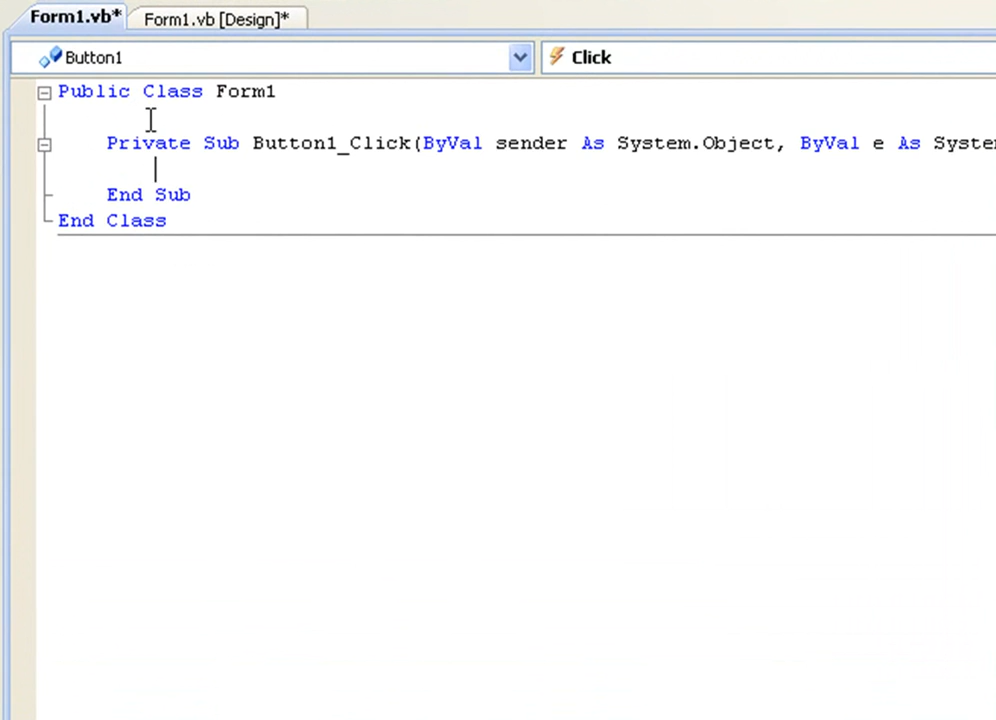 Form1.vb* Form1.vb [Design]*
Button1 Click
Public Class Form1
Private Sub Button1_Click(ByVal sender As System.Object, ByVal e As Syste
End Sub
End Class